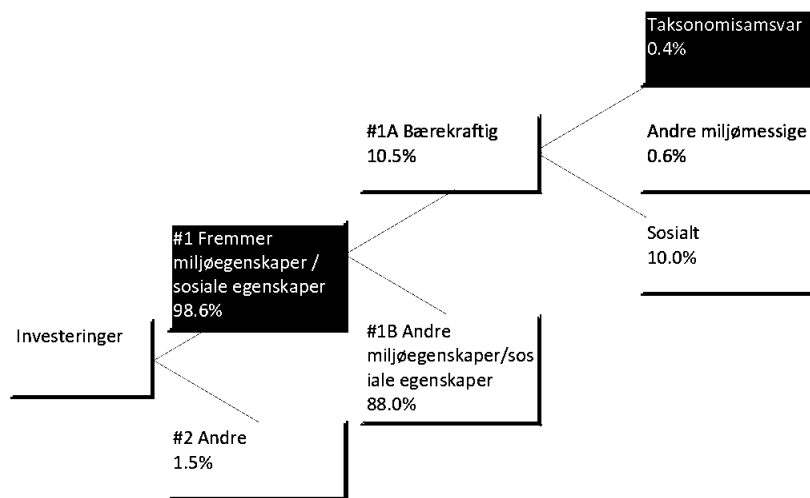 Investeringer
#1 Fremmer
miljøegenskaper /
sosiale egenskaper
98.6%
#2 Andre
1.5%
#1A Bærekraftig
10.5%
#1B Andre
miljøegenskaper/sos
iale egenskaper
88.0%
Taksonomisamsvar
0.4%
Andre miljømessige
0.6%
Sosialt
10.0%